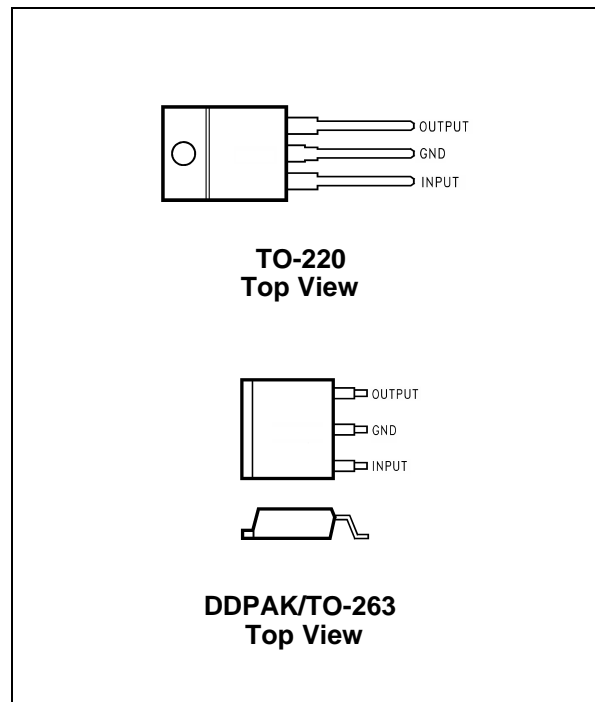 OUTPUT
GND
INPUT
TO-220
Top View
OUTPUT
GND
INPUT
DDPAK/TO-263
Top View